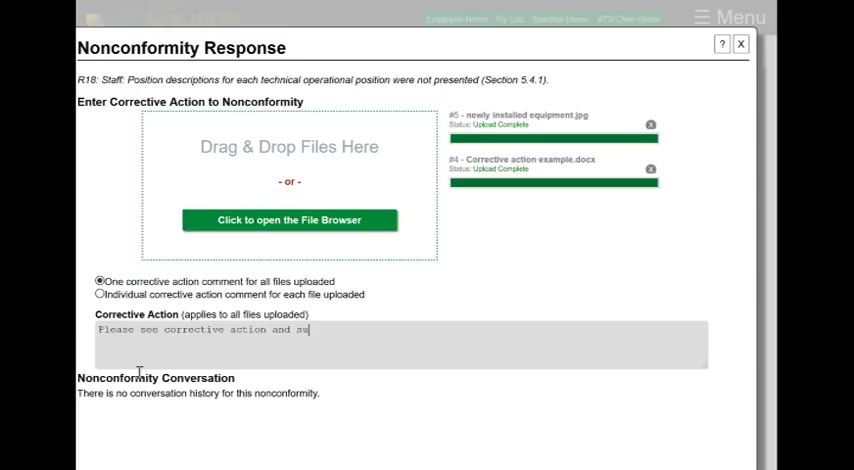 Employee Home
My Lab
Menu
Nonconformity Response
?
X
R18: Staff: Position descriptions for each technical operational position were not presented (Section 5.4.1).
Enter Corrective Action to Nonconformity
Drag & Drop Files Here
- or -
Click to open the File Browser
#5 - newly installed equipment.jpg
Status: Upload Complete
X
#4 - Corrective action example.docx
Status: Upload Complete
X
One corrective action comment for all files uploaded
Individual corrective action comment for each file uploaded
Corrective Action (applies to all files uploaded)
Please see corrective action and su
Nonconformity Conversation
There is no conversation history for this nonconformity.